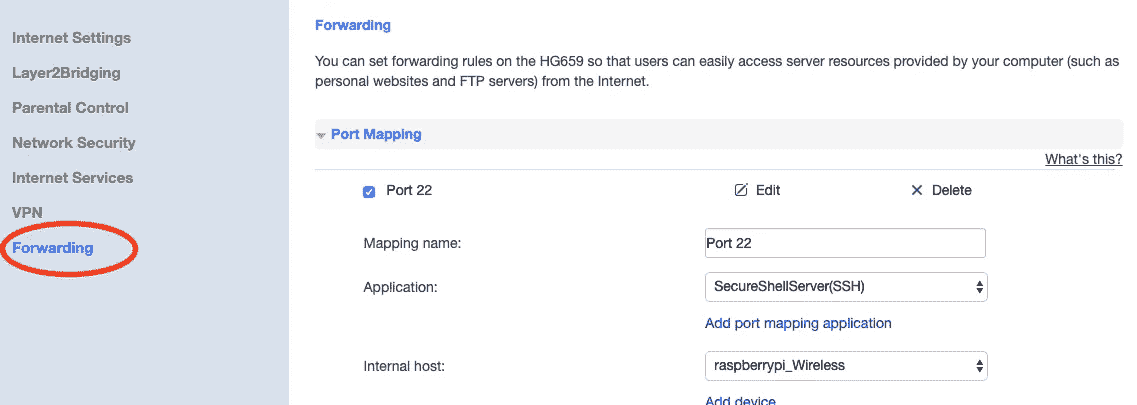 Internet Settings
Layer2Bridging
Parental Control
Network Security
Internet Services
VPN
Forwarding
Forwarding
You can set forwarding rules on the HG659 so that users can easily access server resources provided by your computer (such as
personal websites and FTP servers) from the Internet.
Port Mapping
What's this?
Port 22 Edit Delete
Mapping name: Port 22
Application: SecureShellServer(SSH)
Add port mapping application
Internal host: raspberrypi_Wireless
Add device